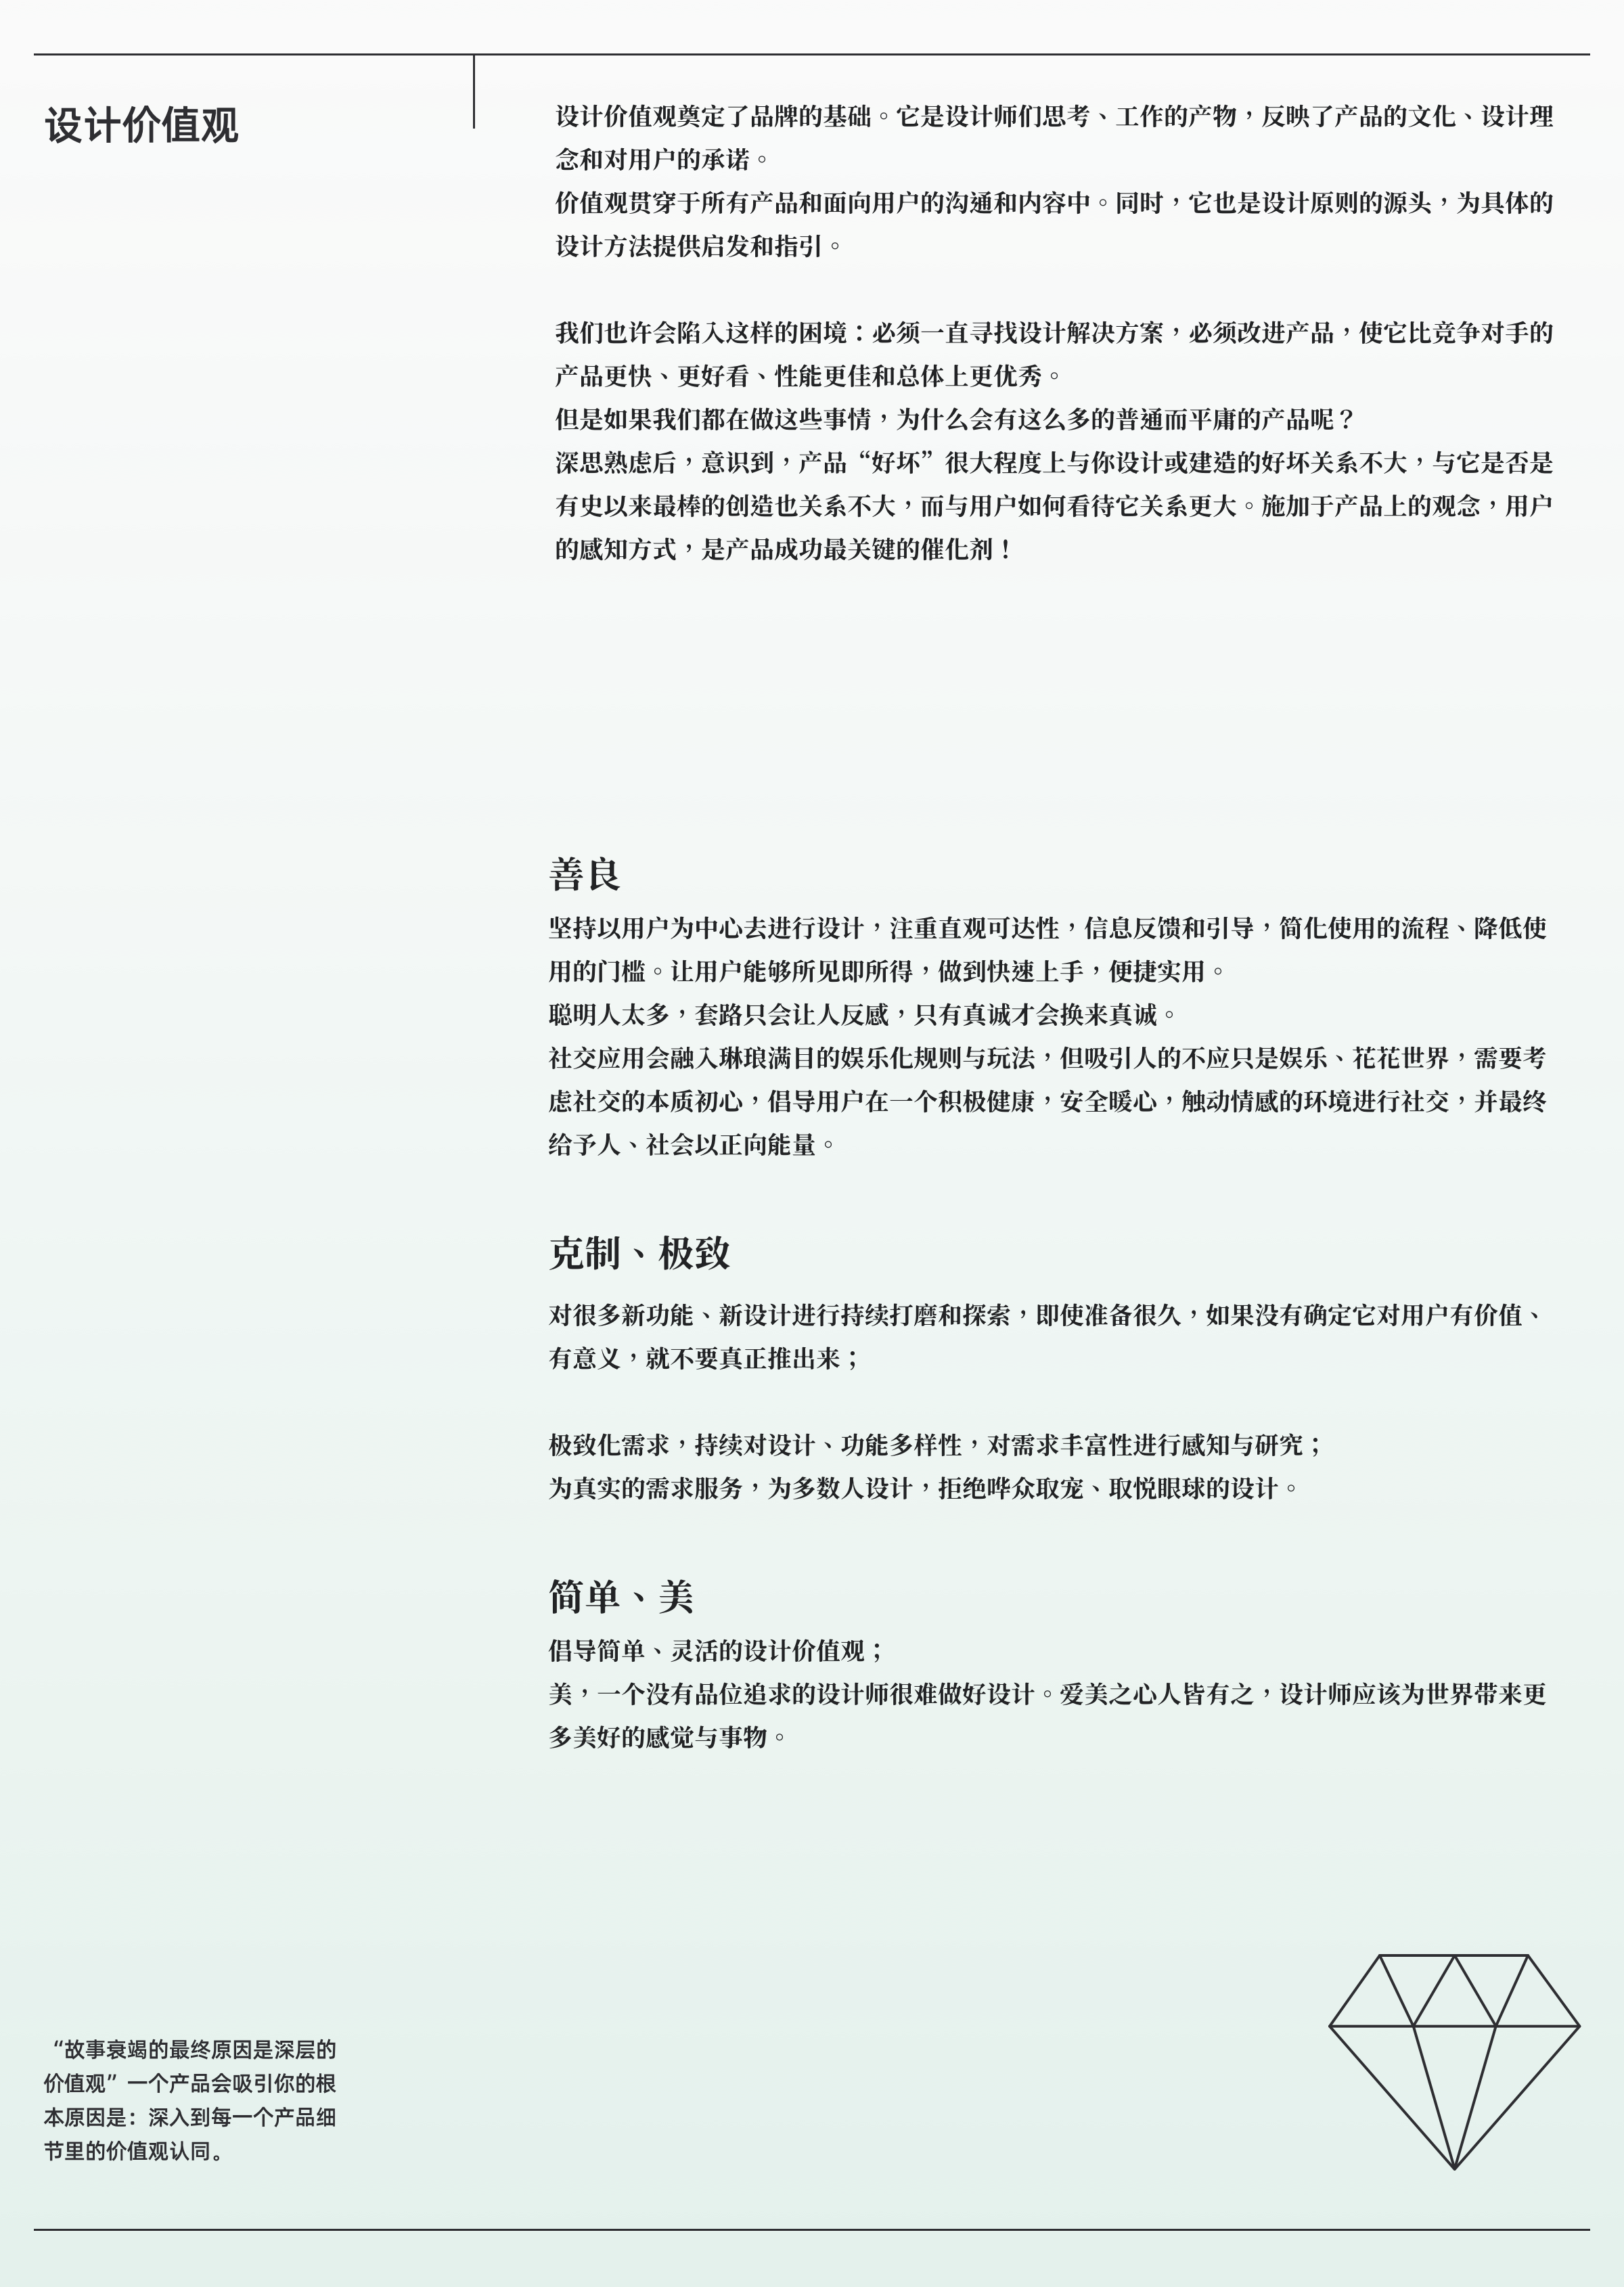 设计价值观
设计价值观奠定了品牌的基础。它是设计师们思考、工作的产物，反映了产品的文化、设计理
念和对用户的承诺。
价值观贯穿于所有产品和面向用户的沟通和内容中。同时，它也是设计原则的源头，为具体的
设计方法提供启发和指引。
我们也许会陷入这样的困境：必须一直寻找设计解决方案，必须改进产品，使它比竞争对手的
产品更快、更好看、性能更佳和总体上更优秀。
但是如果我们都在做这些事情，为什么会有这么多的普通而平庸的产品呢？
深思熟虑后，意识到，产品“好坏”很大程度上与你设计或建造的好坏关系不大，与它是否是
有史以来最棒的创造也关系不大，而与用户如何看待它关系更大。施加于产品上的观念，用户
的感知方式，是产品成功最关键的催化剂！
善良
坚持以用户为中心去进行设计，注重直观可达性，信息反馈和引导，简化使用的流程、降低使
用的门槛。让用户能够所见即所得，做到快速上手，便捷实用。
聪明人太多，套路只会让人反感，只有真诚才会换来真诚。
社交应用会融入琳琅满目的娱乐化规则与玩法，但吸引人的不应只是娱乐、花花世界，需要考
虑社交的本质初心，倡导用户在一个积极健康，安全暖心，触动情感的环境进行社交，并最终
给予人、社会以正向能量。
克制、极致
对很多新功能、新设计进行持续打磨和探索，即使准备很久，如果没有确定它对用户有价值、
有意义，就不要真正推出来；
极致化需求，持续对设计、功能多样性，对需求丰富性进行感知与研究；
为真实的需求服务，为多数人设计，拒绝哗众取宠、取悦眼球的设计。
简单、美
倡导简单、灵活的设计价值观；
美，一个没有品位追求的设计师很难做好设计。爱美之心人皆有之，设计师应该为世界带来更
多美好的感觉与事物。
“故事衰竭的最终原因是深层的
价值观”一个产品会吸引你的根
本原因是：深入到每一个产品细
节里的价值观认同。